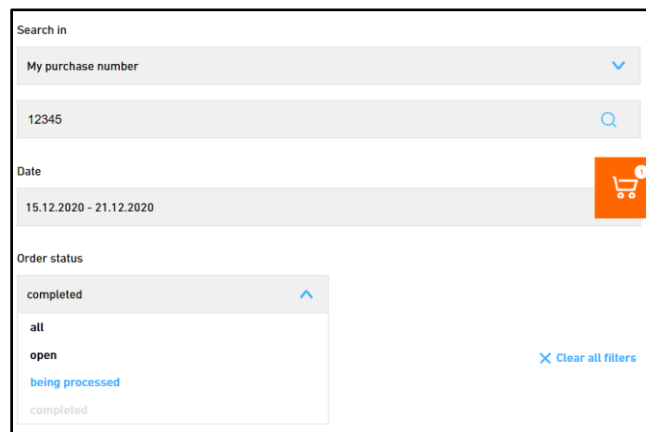 Search in
My purchase number
12345
Date
1
15.12.2020 - 21.12.2020
Order status
completed
all
open
being processed
Clear all filters
completed